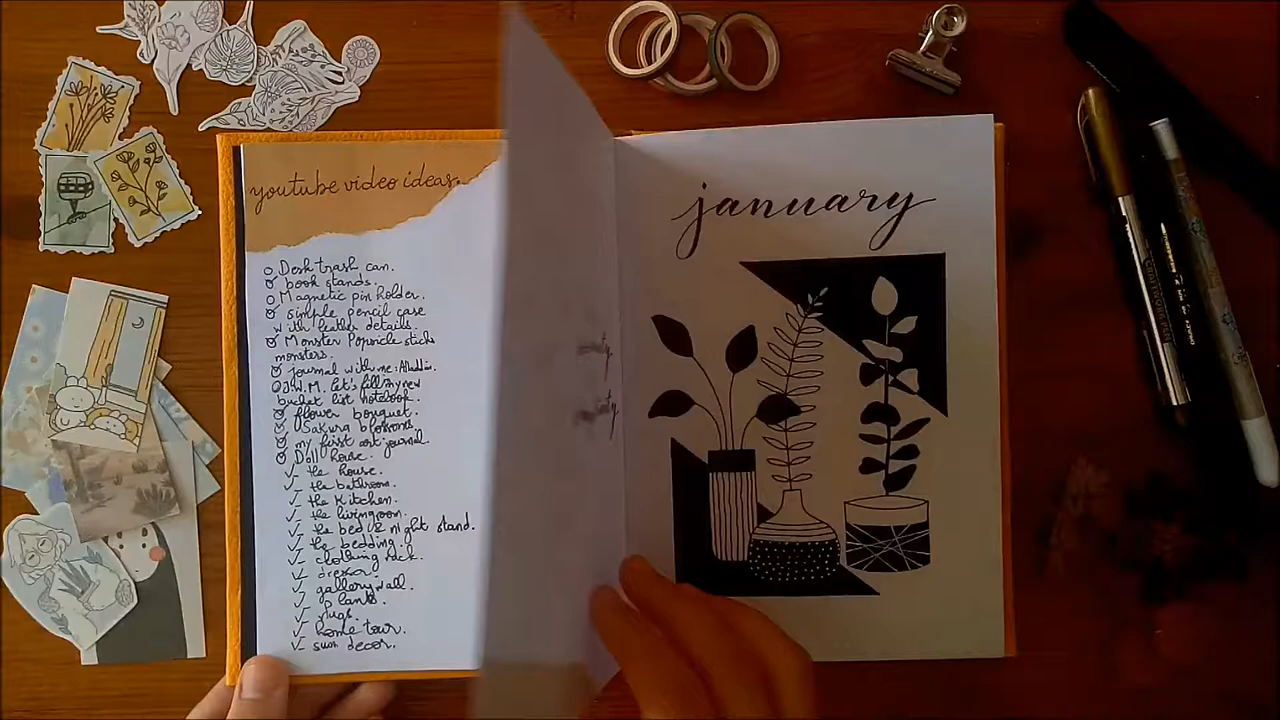 youtube video ideas.
Desk trash can.
book stands.
Magnetic pin holder.
simple pencil case
with leather details.
Monster Popsicle sticks
monsters.
journal with me: Aladdin.
J.W.M. Let's fill my new
bucket list notebook.
flower bouquet.
Sakura blossoms
my first art journal
Doll house.
the house.
the bathroom.
the kitchen.
the livingroom.
the bed & night stand.
the bedding.
clothing rack.
gallery wall.
Plants.
rugs.
home tour.
decor.
january